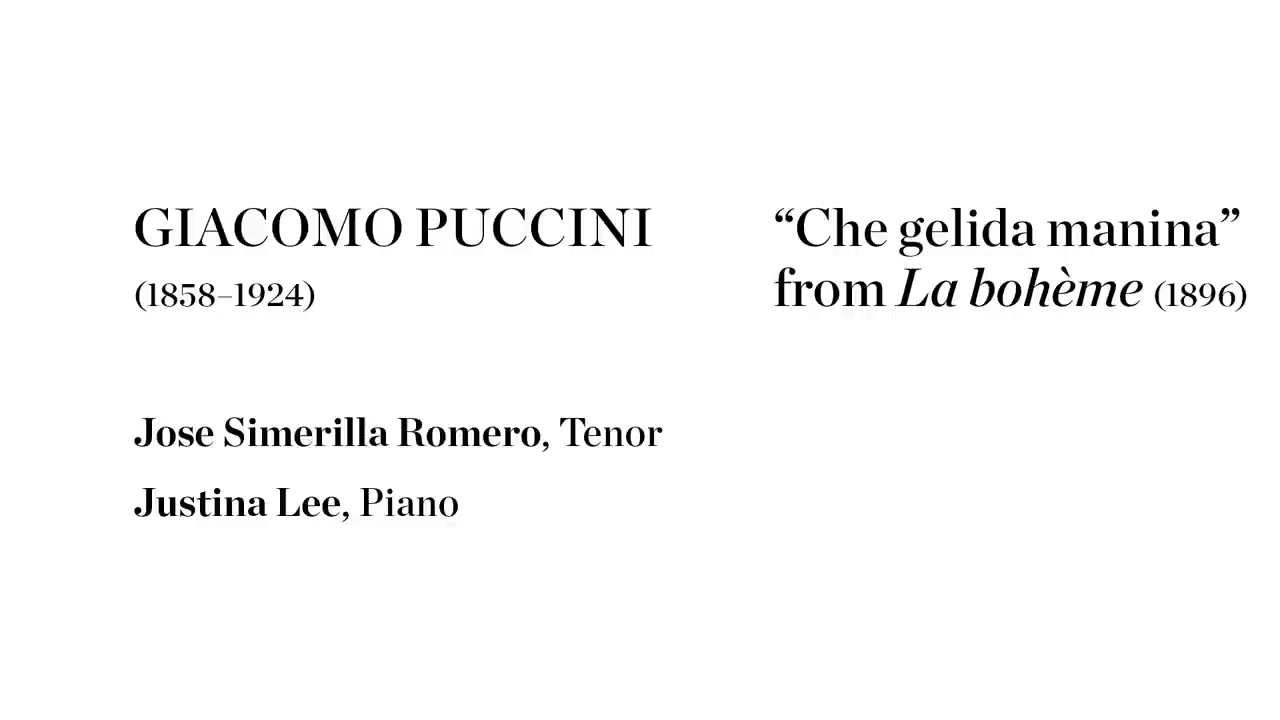 GIACOMO PUCCINI
(1858–1924)
“Che gelida manina”
from La bohème (1896)
Jose Simerilla Romero, Tenor
Justina Lee, Piano